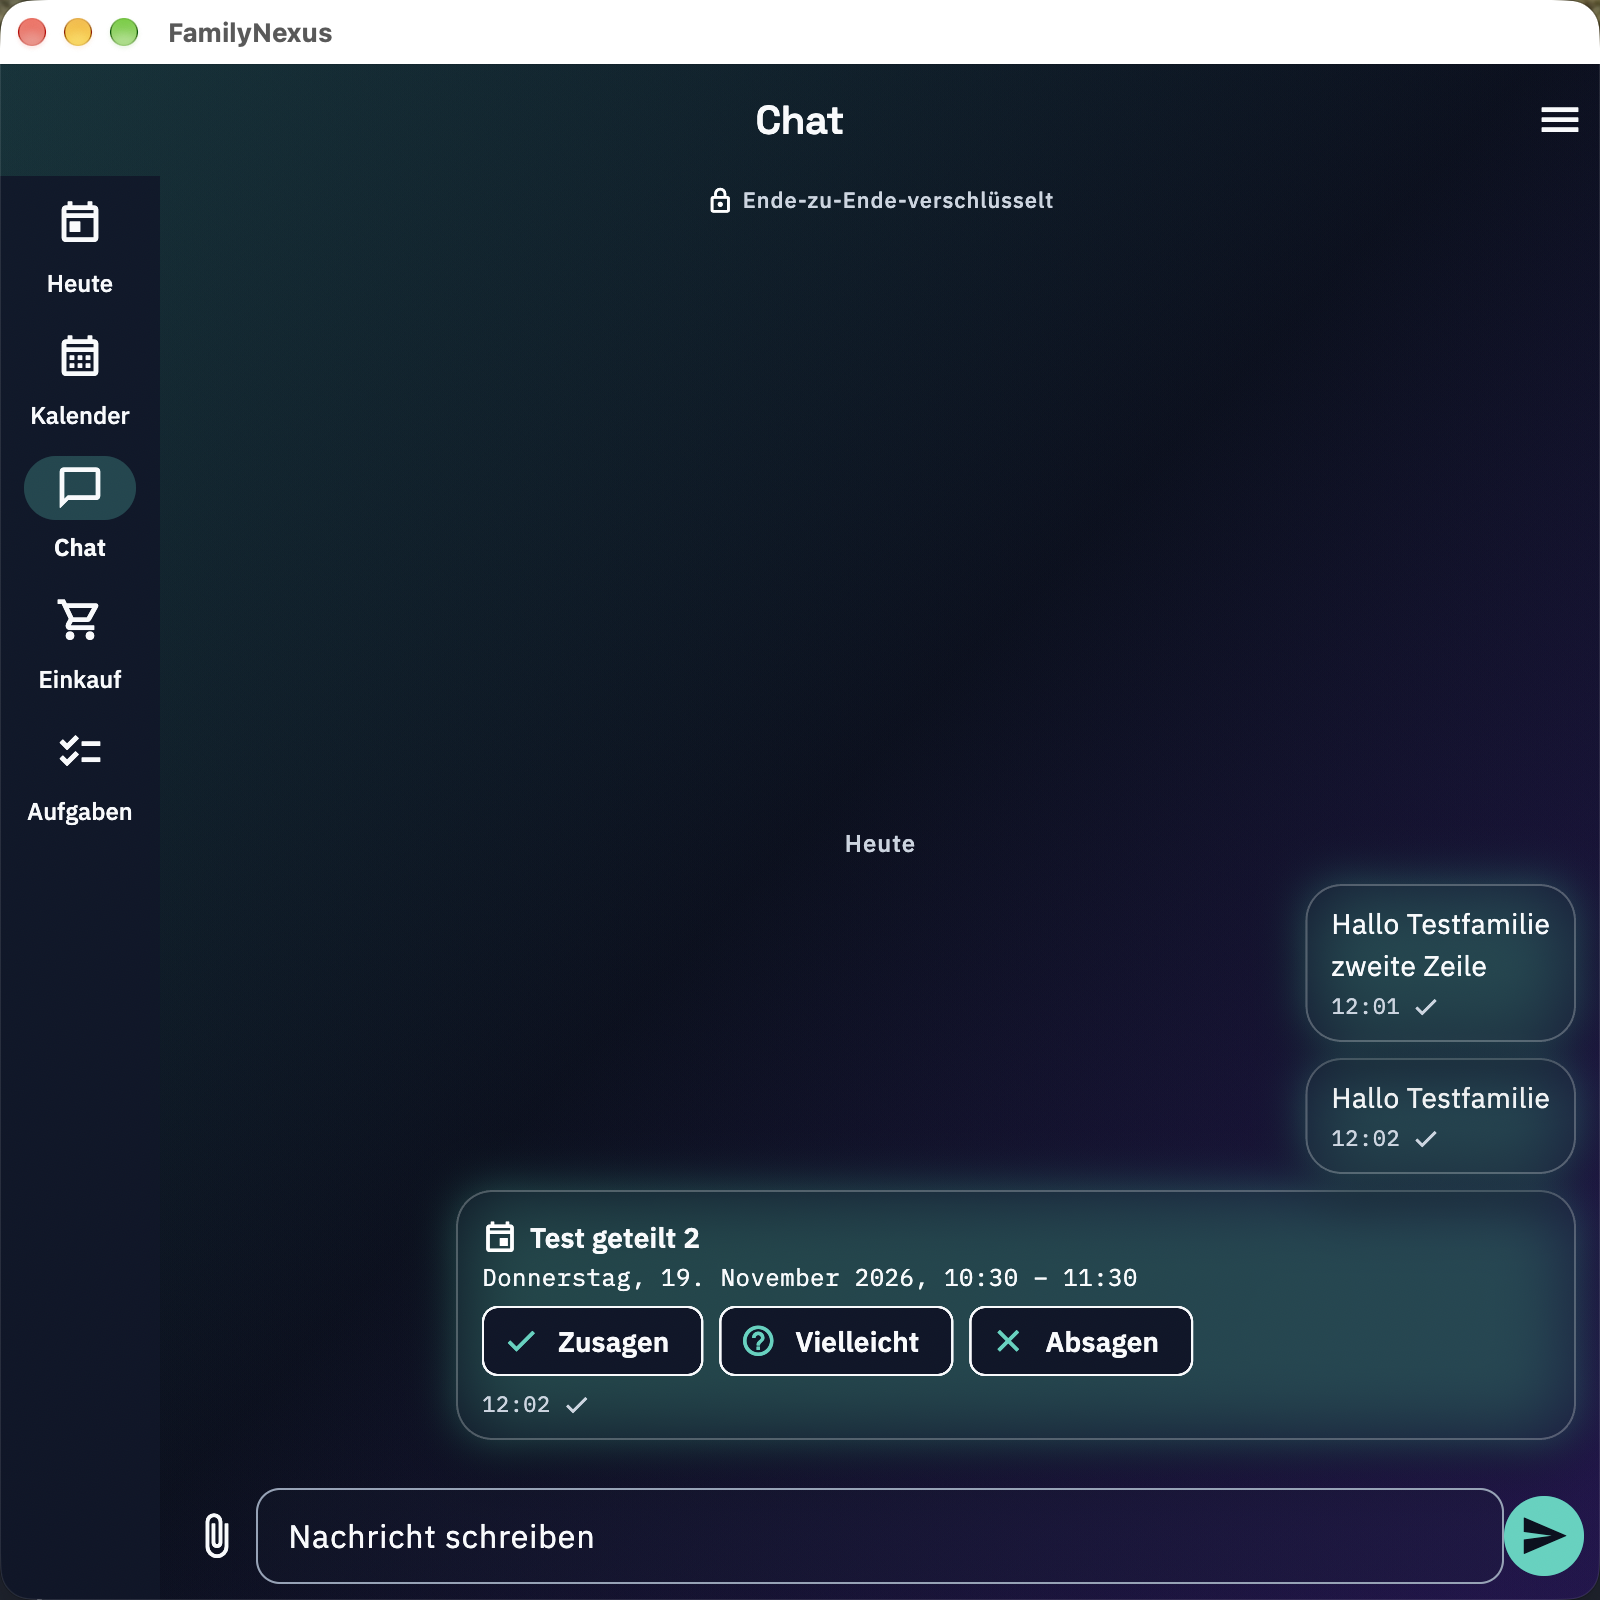 FamilyNexus
Chat
Ende-zu-Ende-verschlüsselt
Heute
Kalender
Chat
Einkauf
Aufgaben
Heute
Hallo Testfamilie
zweite Zeile
12:01
Hallo Testfamilie
12:02
Test geteilt 2
Donnerstag, 19. November 2026, 10:30 – 11:30
Zusagen Vielleicht Absagen
12:02
Nachricht schreiben